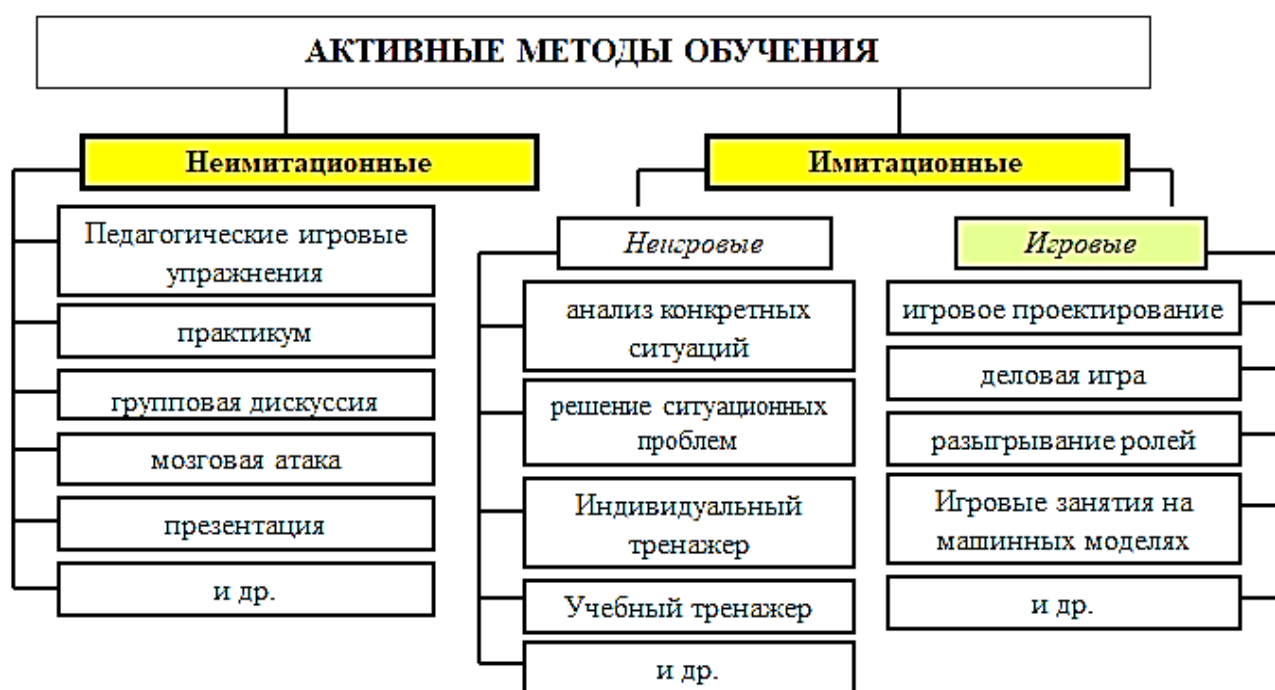 АКТИВНЫЕ МЕТОДЫ ОБУЧЕНИЯ
Неимитационные
Педагогические игровые
упражнения
практикум
групповая дискуссия
мозговая атака
презентация
и др.
Имитационные
Неигровые
анализ конкретных
ситуаций
решение ситуационных
проблем
Индивидуальный
тренажер
Учебный тренажер
и др.
Игровые
игровое проектирование
деловая игра
разыгрывание ролей
Игровые занятия на
машинных моделях
и др.